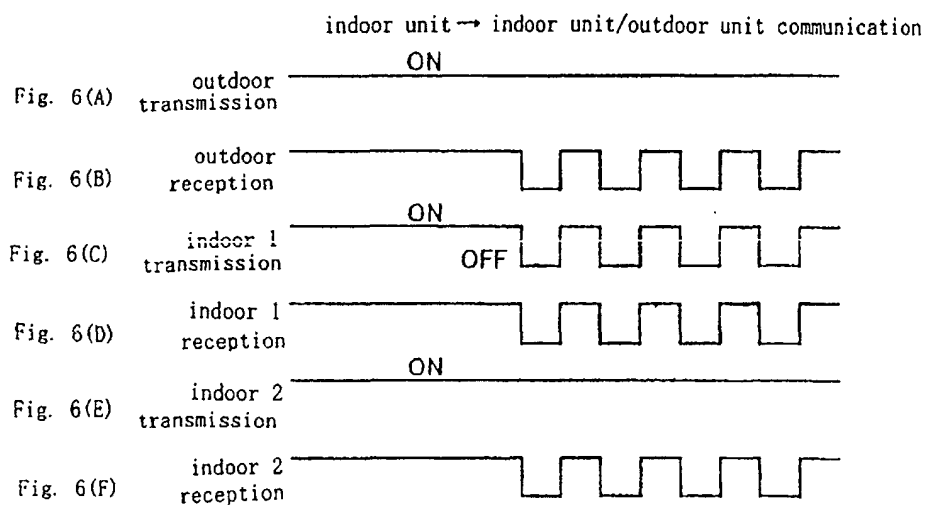 indoor unit → indoor unit/outdoor unit communication
ON
Fig. 6(A) outdoor transmission
Fig. 6(B) outdoor reception
ON
Fig. 6(C) indoor 1 transmission
OFF
Fig. 6(D) indoor 1 reception
ON
Fig. 6(E) indoor 2 transmission
Fig. 6(F) indoor 2 reception